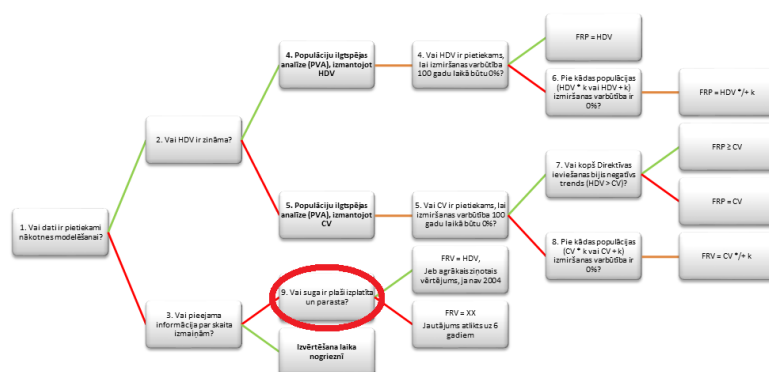 1. Vai dati ir pietiekami
nākotnes modelēšanai?
2. Vai HDV ir zināma?
3. Vai pieejama
informācija par skaita
izmaiņām?
4. Populāciju ilgtspējas
analīze (PVA), izmantojot
HDV
5. Populāciju ilgtspējas
analīze (PVA), izmantojot
CV
9. Vai suga ir plaši izplatīta
un parasta?
Izvērtēšana laika
nogrieznī
4. Vai HDV ir pietiekams,
lai izmiršanas varbūtība
100 gadu laikā būtu 0%?
5. Vai CV ir pietiekams, lai
izmiršanas varbūtība 100
gadu laikā būtu 0%?
FRV = HDV,
Jeb agrākais ziņotais
vērtējums, ja nav 2004
FRV = XX
Jautājums atlikts uz 6
gadiem
FRP = HDV
6. Pie kādas populācijas
(HDV * k vai HDV + k)
izmiršanas varbūtība ir
0%?
7. Vai kopš Direktīvas
ieviešanas bijis negatīvs
trends (HDV > CV)?
8. Pie kādas populācijas
(CV * k vai CV + k)
izmiršanas varbūtība ir
0%?
FRP = HDV */+ k
FRP ≥ CV
FRP = CV
FRV = CV */+ k